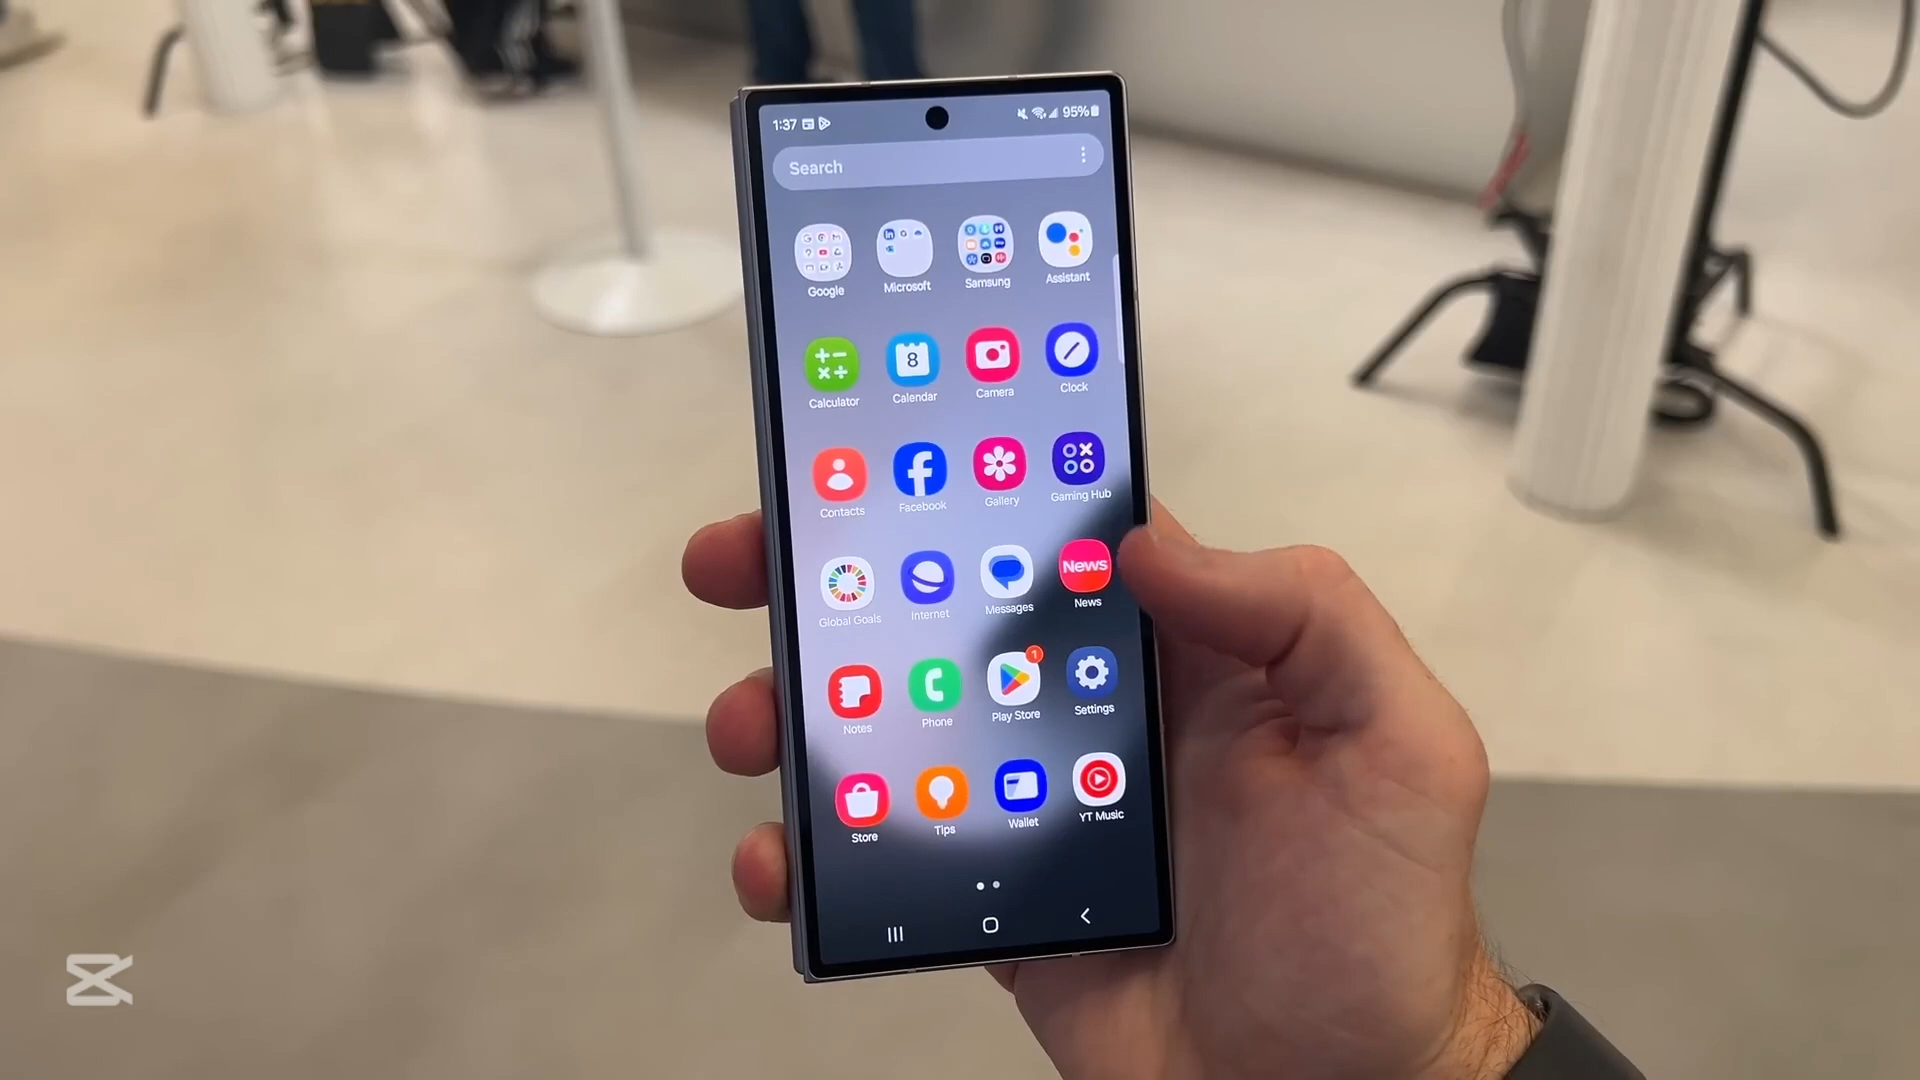 1:37 95%
Search
Google Microsoft Samsung Assistant
8
Calculator Calendar Camera Clock
Contacts Facebook Gallery Gaming Hub
News
Global Goals Internet Messages News
1
Notes Phone Play Store Settings
Store Tips Wallet YT Music